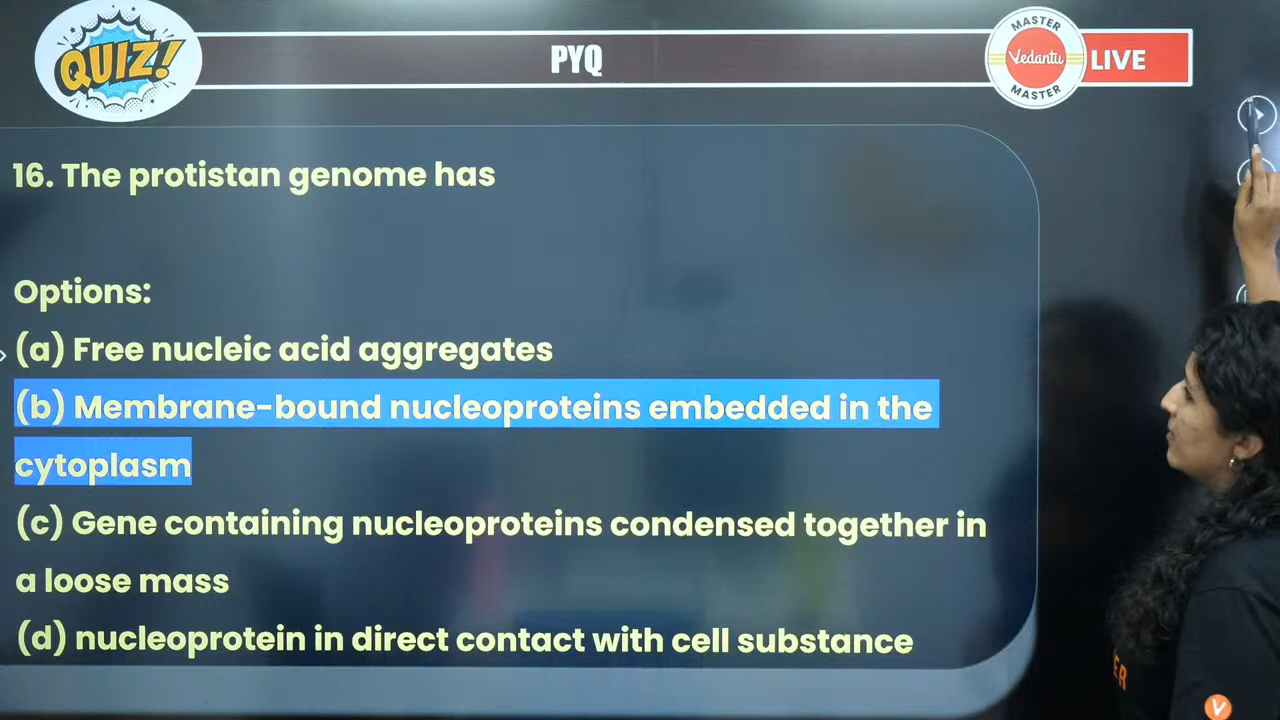 QUIZ!
PYQ
MASTER
Vedantu
MASTER
LIVE
16. The protistan genome has
Options:
(a) Free nucleic acid aggregates
(b) Membrane-bound nucleoproteins embedded in the
cytoplasm
(c) Gene containing nucleoproteins condensed together in
a loose mass
(d) nucleoprotein in direct contact with cell substance
ER
V